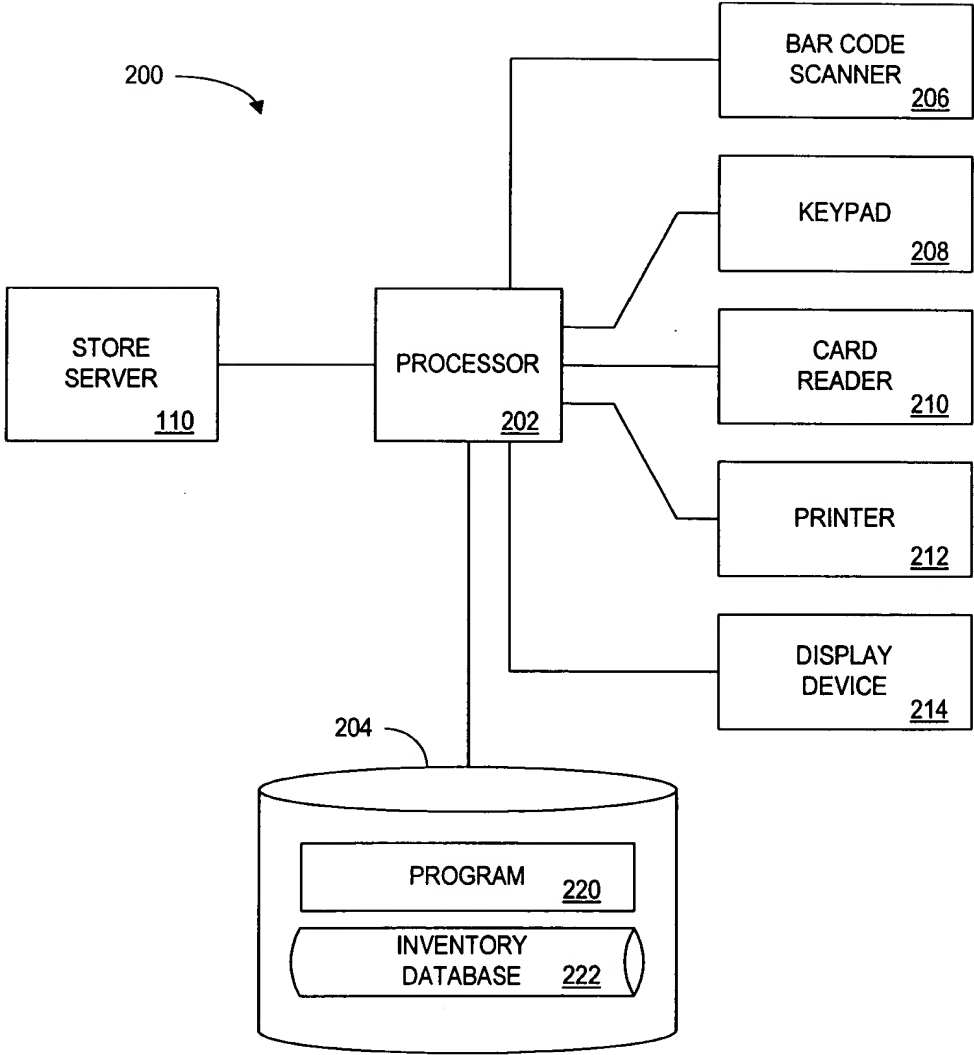 200
BAR CODE
SCANNER
206
KEYPAD
208
STORE
SERVER
110
PROCESSOR
202
CARD
READER
210
PRINTER
212
DISPLAY
DEVICE
214
204
PROGRAM
220
INVENTORY
DATABASE
222